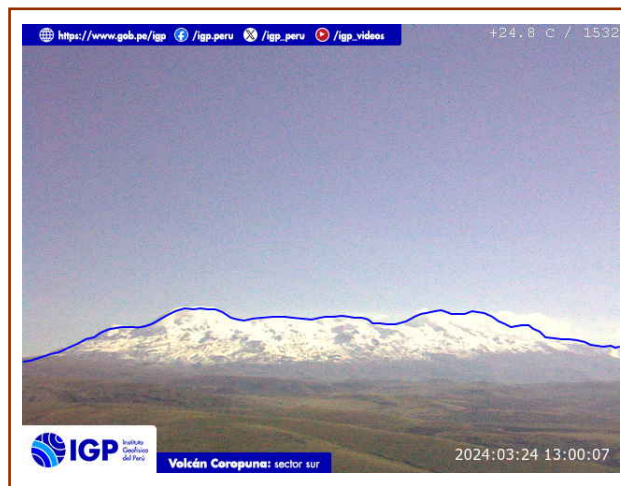 https://www.gob.pe/igp /igp.peru /igp_peru /igp_videos
+24.8 C / 1532
IGP
Instituto
Geofísico
del Perú
Volcán Coropuna: sector sur
2024:03:24 13:00:07